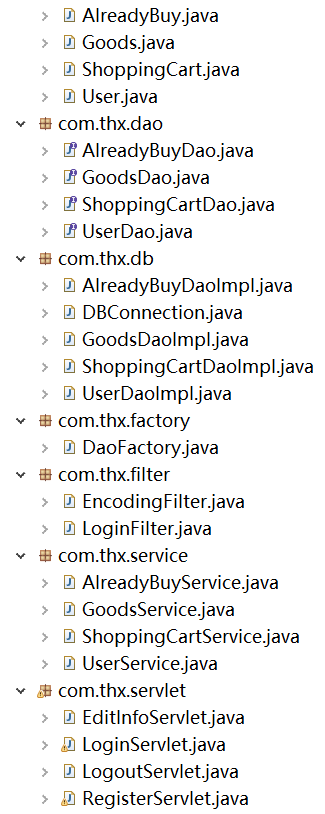 AlreadyBuy.java
Goods.java
ShoppingCart.java
User.java
com.thx.dao
AlreadyBuyDao.java
GoodsDao.java
ShoppingCartDao.java
UserDao.java
com.thx.db
AlreadyBuyDaoImpl.java
DBConnection.java
GoodsDaoImpl.java
ShoppingCartDaoImpl.java
UserDaoImpl.java
com.thx.factory
DaoFactory.java
com.thx.filter
EncodingFilter.java
LoginFilter.java
com.thx.service
AlreadyBuyService.java
GoodsService.java
ShoppingCartService.java
UserService.java
com.thx.servlet
EditInfoServlet.java
LoginServlet.java
LogoutServlet.java
RegisterServlet.java